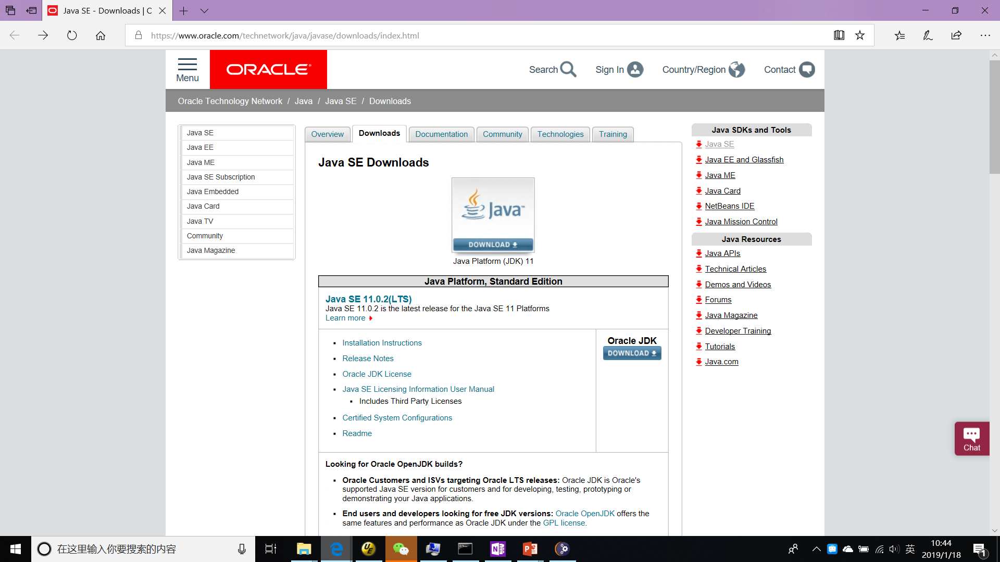 Java SE - Downloads | C
https://www.oracle.com/technetwork/java/javase/downloads/index.html
Menu
ORACLE
Search
Sign In
Country/Region
Contact
Oracle Technology Network / Java / Java SE / Downloads
Java SE
Java EE
Java ME
Java SE Subscription
Java Embedded
Java Card
Java TV
Community
Java Magazine
Overview
Downloads
Documentation
Community
Technologies
Training
Java SE Downloads
Java™
DOWNLOAD
Java Platform (JDK) 11
Java Platform, Standard Edition
Java SE 11.0.2(LTS)
Java SE 11.0.2 is the latest release for the Java SE 11 Platforms
Learn more
Installation Instructions
Release Notes
Oracle JDK License
Java SE Licensing Information User Manual
Includes Third Party Licenses
Certified System Configurations
Readme
Oracle JDK
DOWNLOAD
Looking for Oracle OpenJDK builds?
Oracle Customers and ISVs targeting Oracle LTS releases: Oracle JDK is Oracle's
supported Java SE version for customers and for developing, testing, prototyping or
demonstrating your Java applications.
End users and developers looking for free JDK versions: Oracle OpenJDK offers the
same features and performance as Oracle JDK under the GPL license.
Java SDKs and Tools
Java SE
Java EE and Glassfish
Java ME
Java Card
NetBeans IDE
Java Mission Control
Java Resources
Java APIs
Technical Articles
Demos and Videos
Forums
Java Magazine
Developer Training
Tutorials
Java.com
Chat
在这里输入你要搜索的内容
UE
N
P
英
10:44
2019/1/18
1